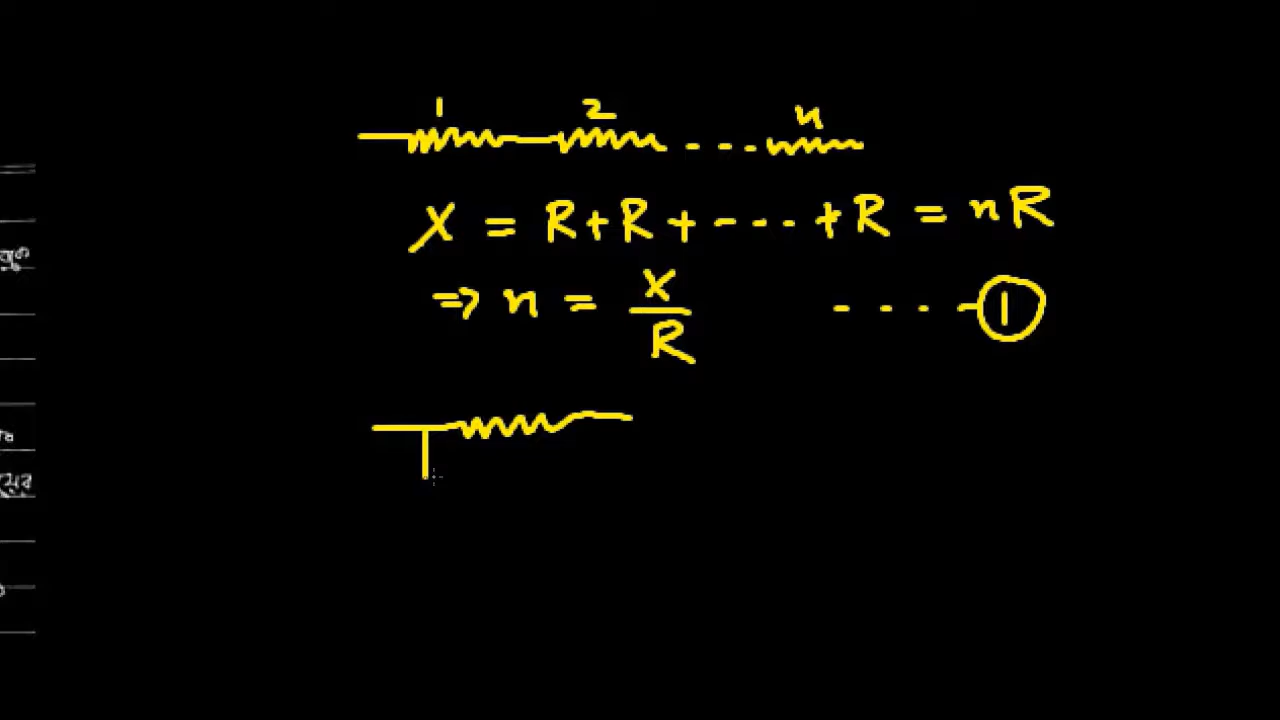 1 2 ... n
X = R+R+ --- +R = nR
⇒ n = X/R ---- ①